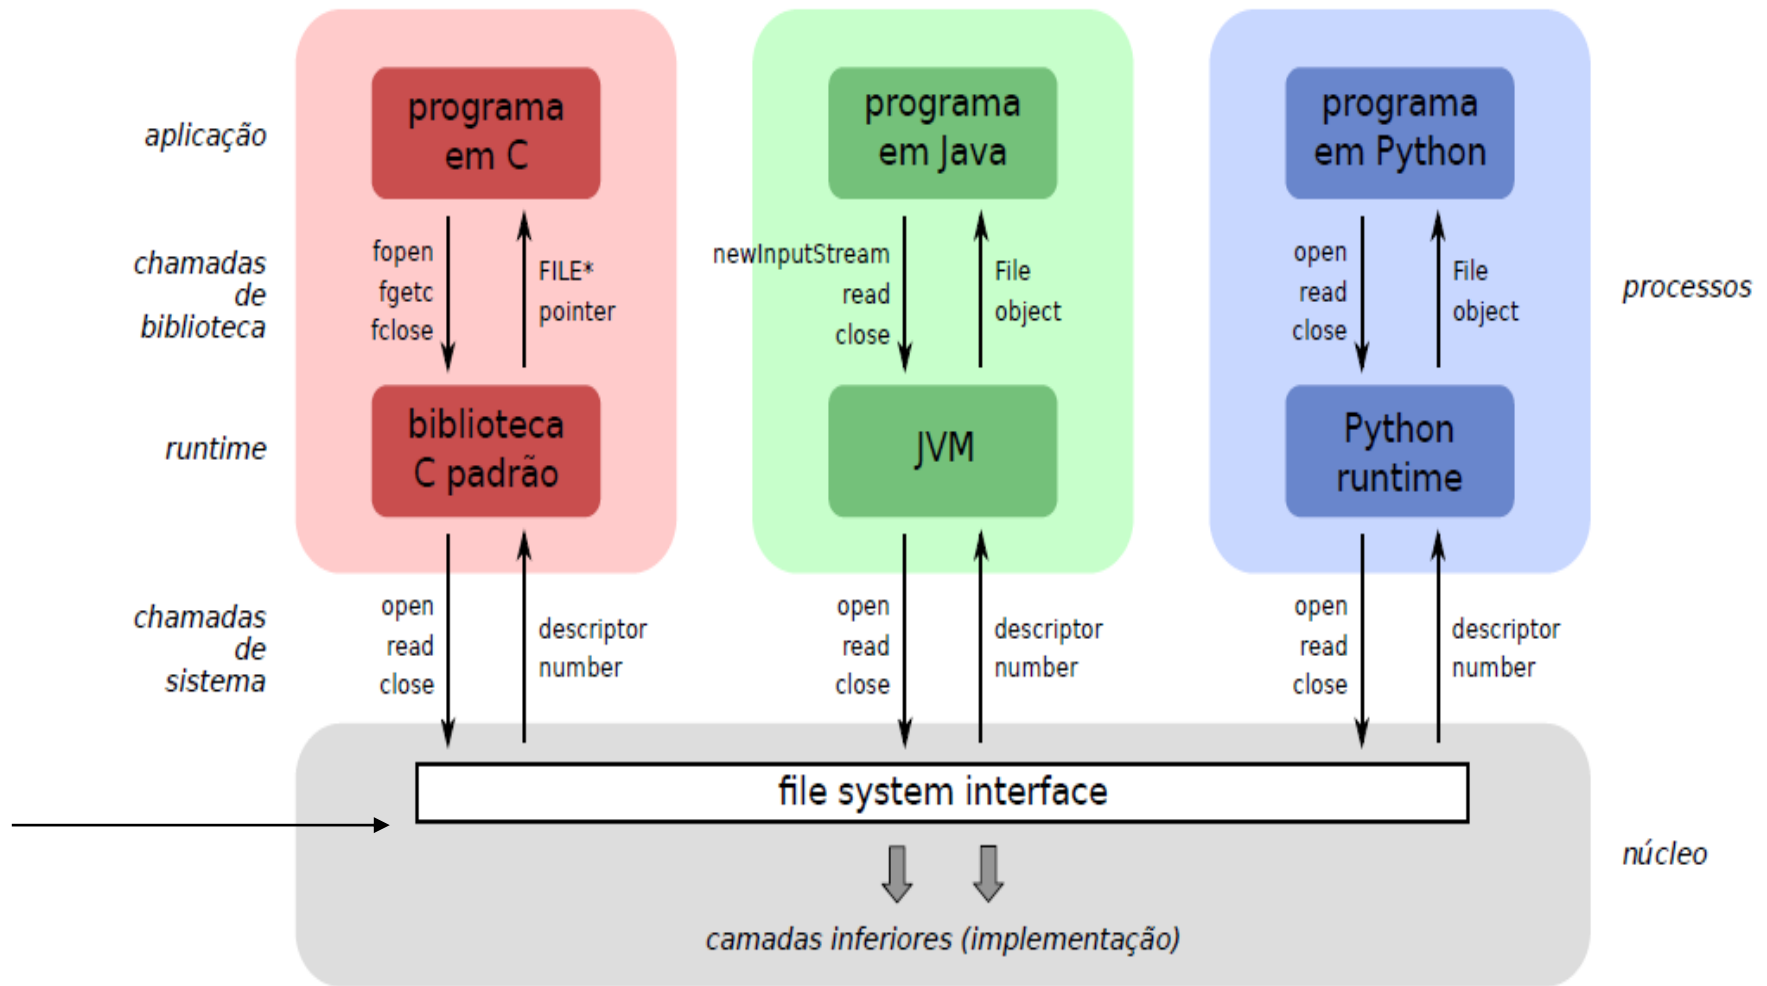 programa
em C
programa
em Java
programa
em Python
aplicação
chamadas
de
biblioteca
fopen
fgetc
fclose
FILE*
pointer
newInputStream
read
close
File
object
open
read
close
File
object
processos
runtime
biblioteca
C padrão
JVM
Python
runtime
chamadas
de
sistema
open
read
close
descriptor
number
open
read
close
descriptor
number
open
read
close
descriptor
number
file system interface
núcleo
camadas inferiores (implementação)